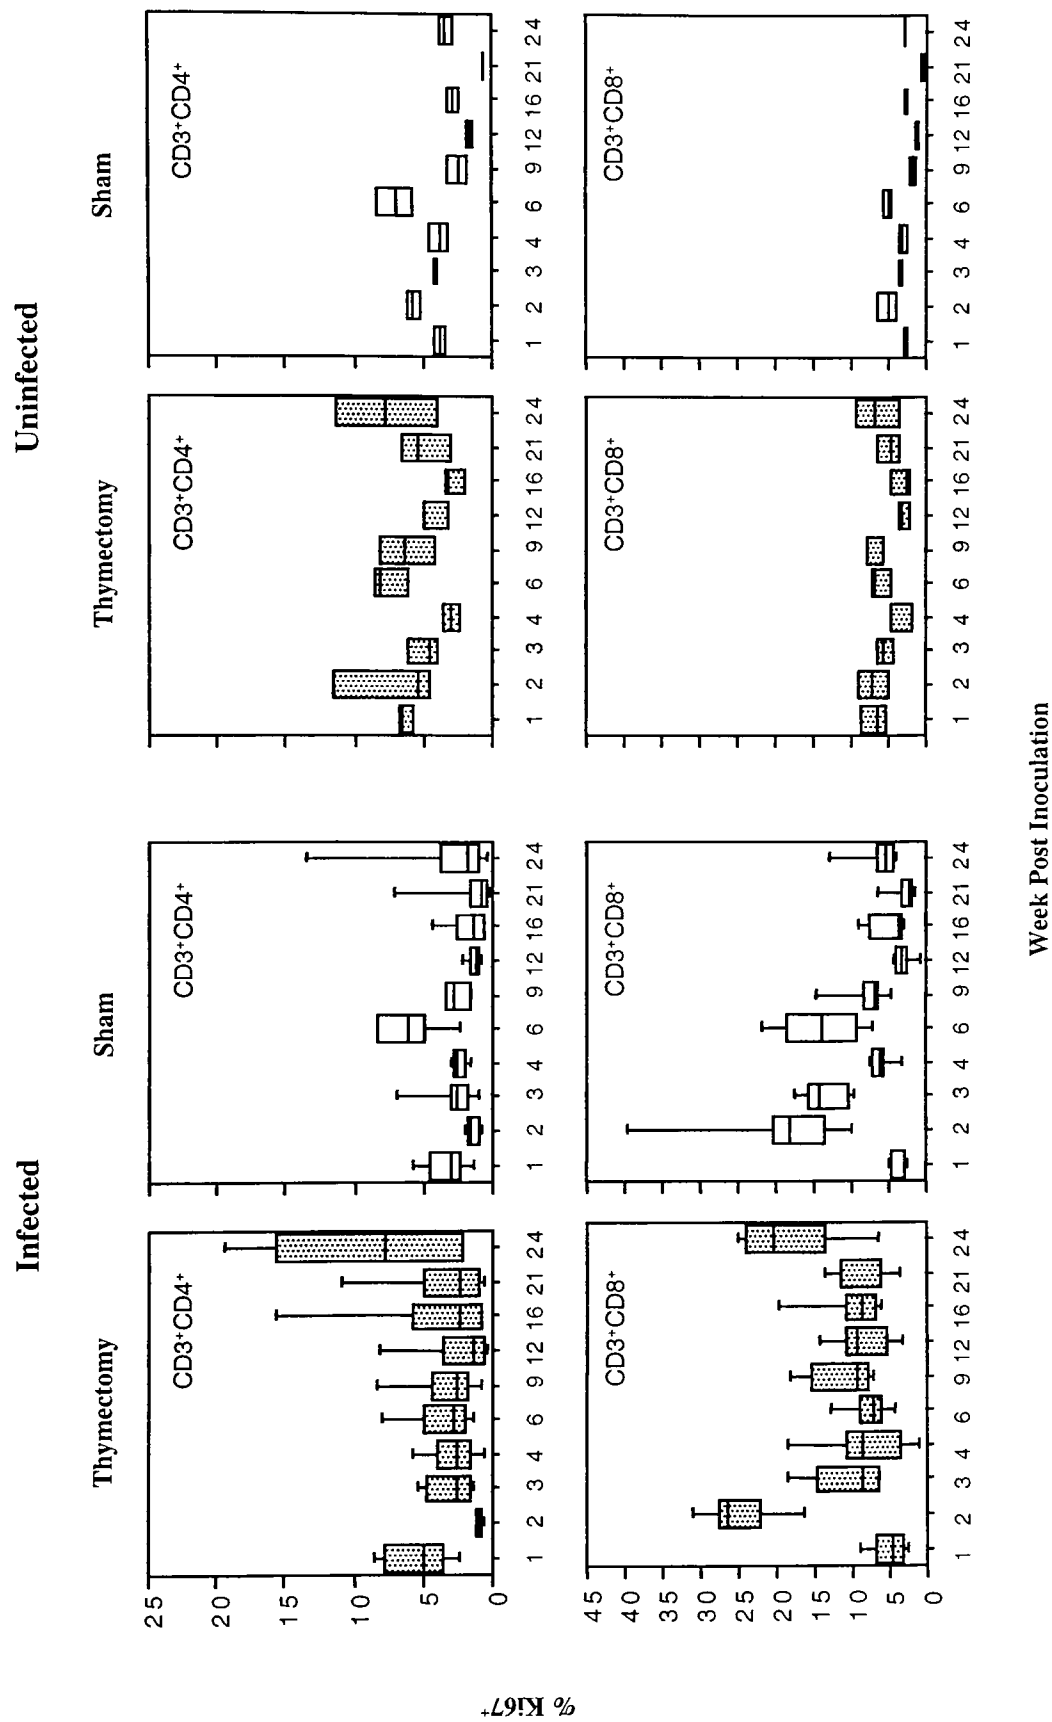 Infected
Uninfected
Thymectomy
Sham
Thymectomy
Sham
% Ki67⁺
25
20
15
10
5
0
CD3⁺CD4⁺
CD3⁺CD4⁺
CD3⁺CD4⁺
CD3⁺CD4⁺
1 2 3 4 6 9 12 16 21 24
1 2 3 4 6 9 12 16 21 24
1 2 3 4 6 9 12 16 21 24
1 2 3 4 6 9 12 16 21 24
45
40
35
30
25
20
15
10
5
0
CD3⁺CD8⁺
CD3⁺CD8⁺
CD3⁺CD8⁺
CD3⁺CD8⁺
1 2 3 4 6 9 12 16 21 24
1 2 3 4 6 9 12 16 21 24
1 2 3 4 6 9 12 16 21 24
1 2 3 4 6 9 12 16 21 24
Week Post Inoculation